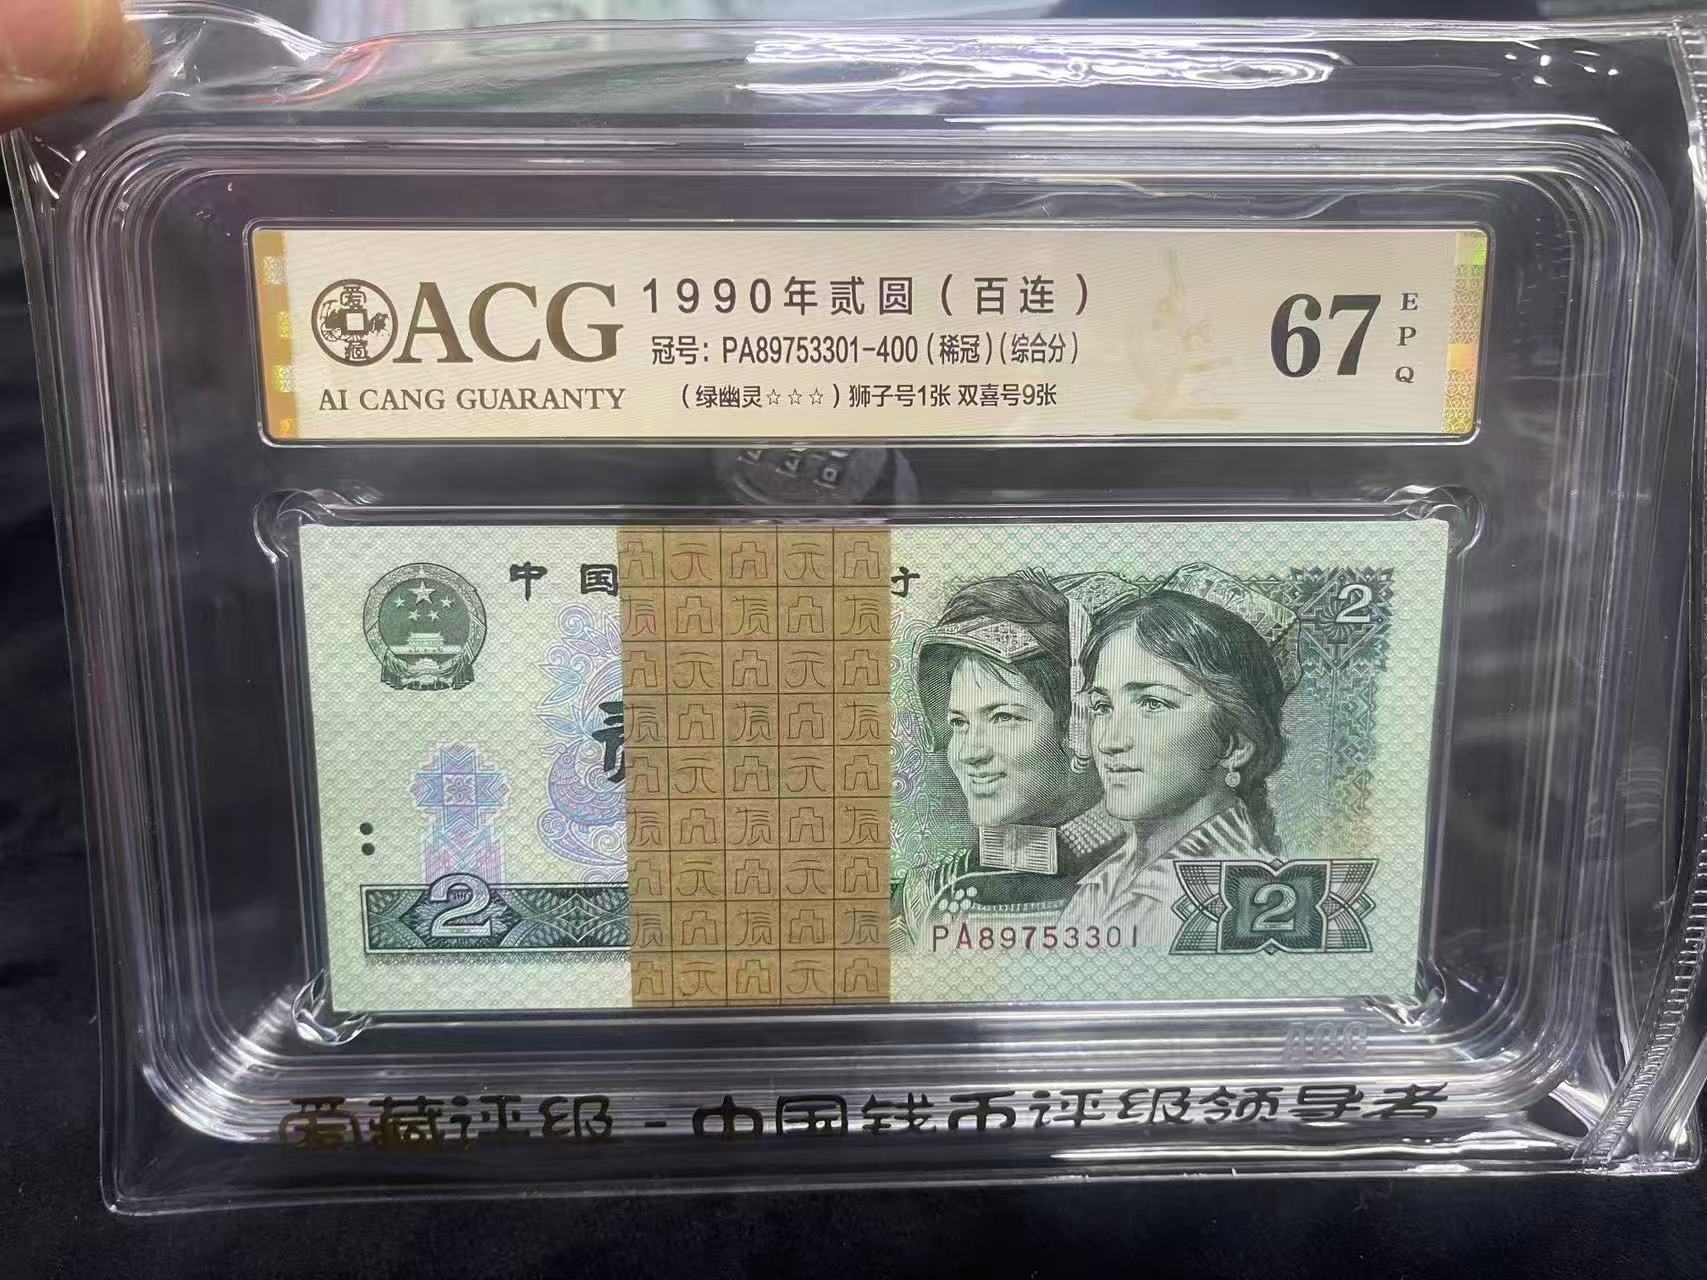 ACG
AI CANG GUARANTY
1990年贰圆（百连）
冠号：PA89753301-400（稀冠）（综合分）
（绿幽灵☆☆☆）狮子号1张 双喜号9张
67
EPQ
中国
2
2
PA89753301
2
ACG
爱藏评级-中国钱币评级领导者